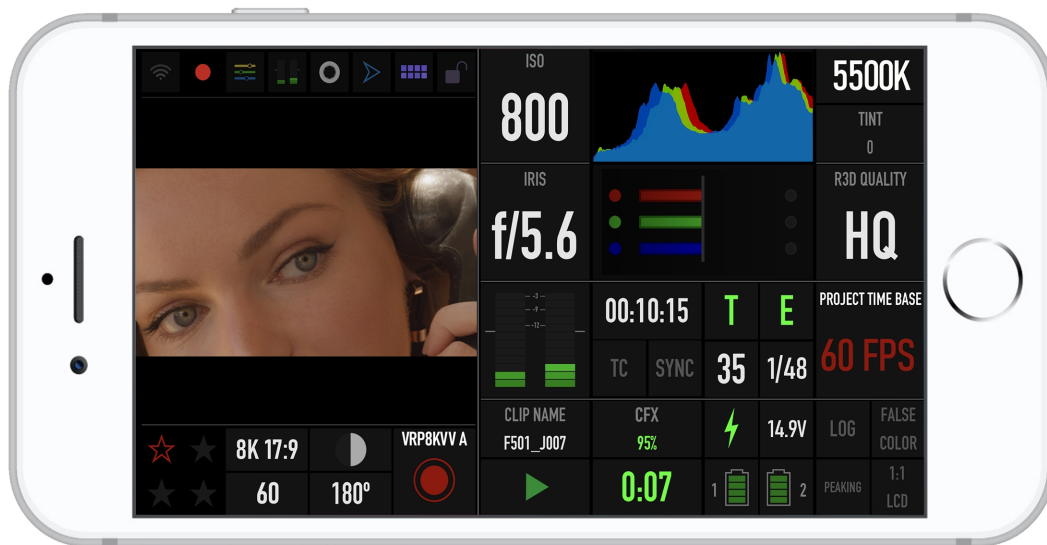 ISO
800
5500K
TINT
0
IRIS
f/5.6
R3D QUALITY
HQ
-3-
-9-
-12-
00:10:15
T
E
PROJECT TIME BASE
60 FPS
TC
SYNC
35
1/48
8K 17:9
VRP8KVV A
60
180º
CLIP NAME
F501_J007
CFX
95%
14.9V
LOG
FALSE
COLOR
0:07
1
2
PEAKING
1:1
LCD